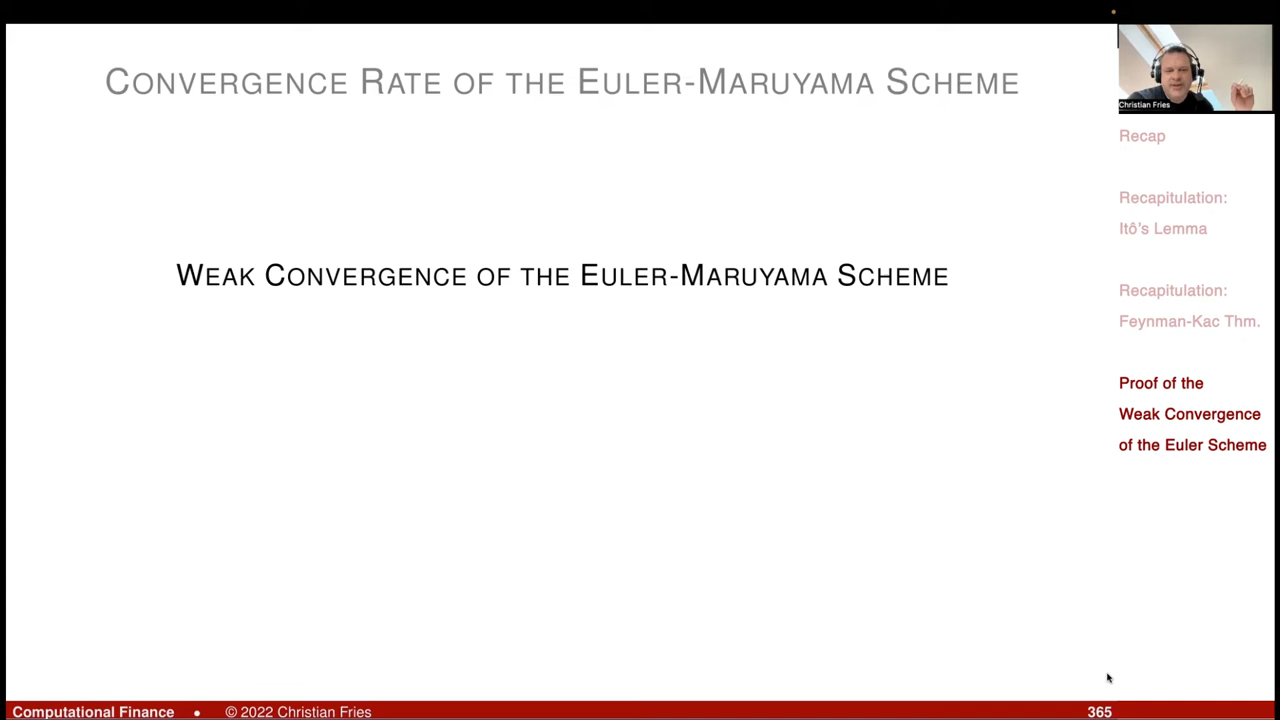 CONVERGENCE RATE OF THE EULER-MARUYAMA SCHEME
Christian Fries
Recap
Recapitulation:
Itô's Lemma
Recapitulation:
Feynman-Kac Thm.
Proof of the
Weak Convergence
of the Euler Scheme
WEAK CONVERGENCE OF THE EULER-MARUYAMA SCHEME
Computational Finance • © 2022 Christian Fries 365